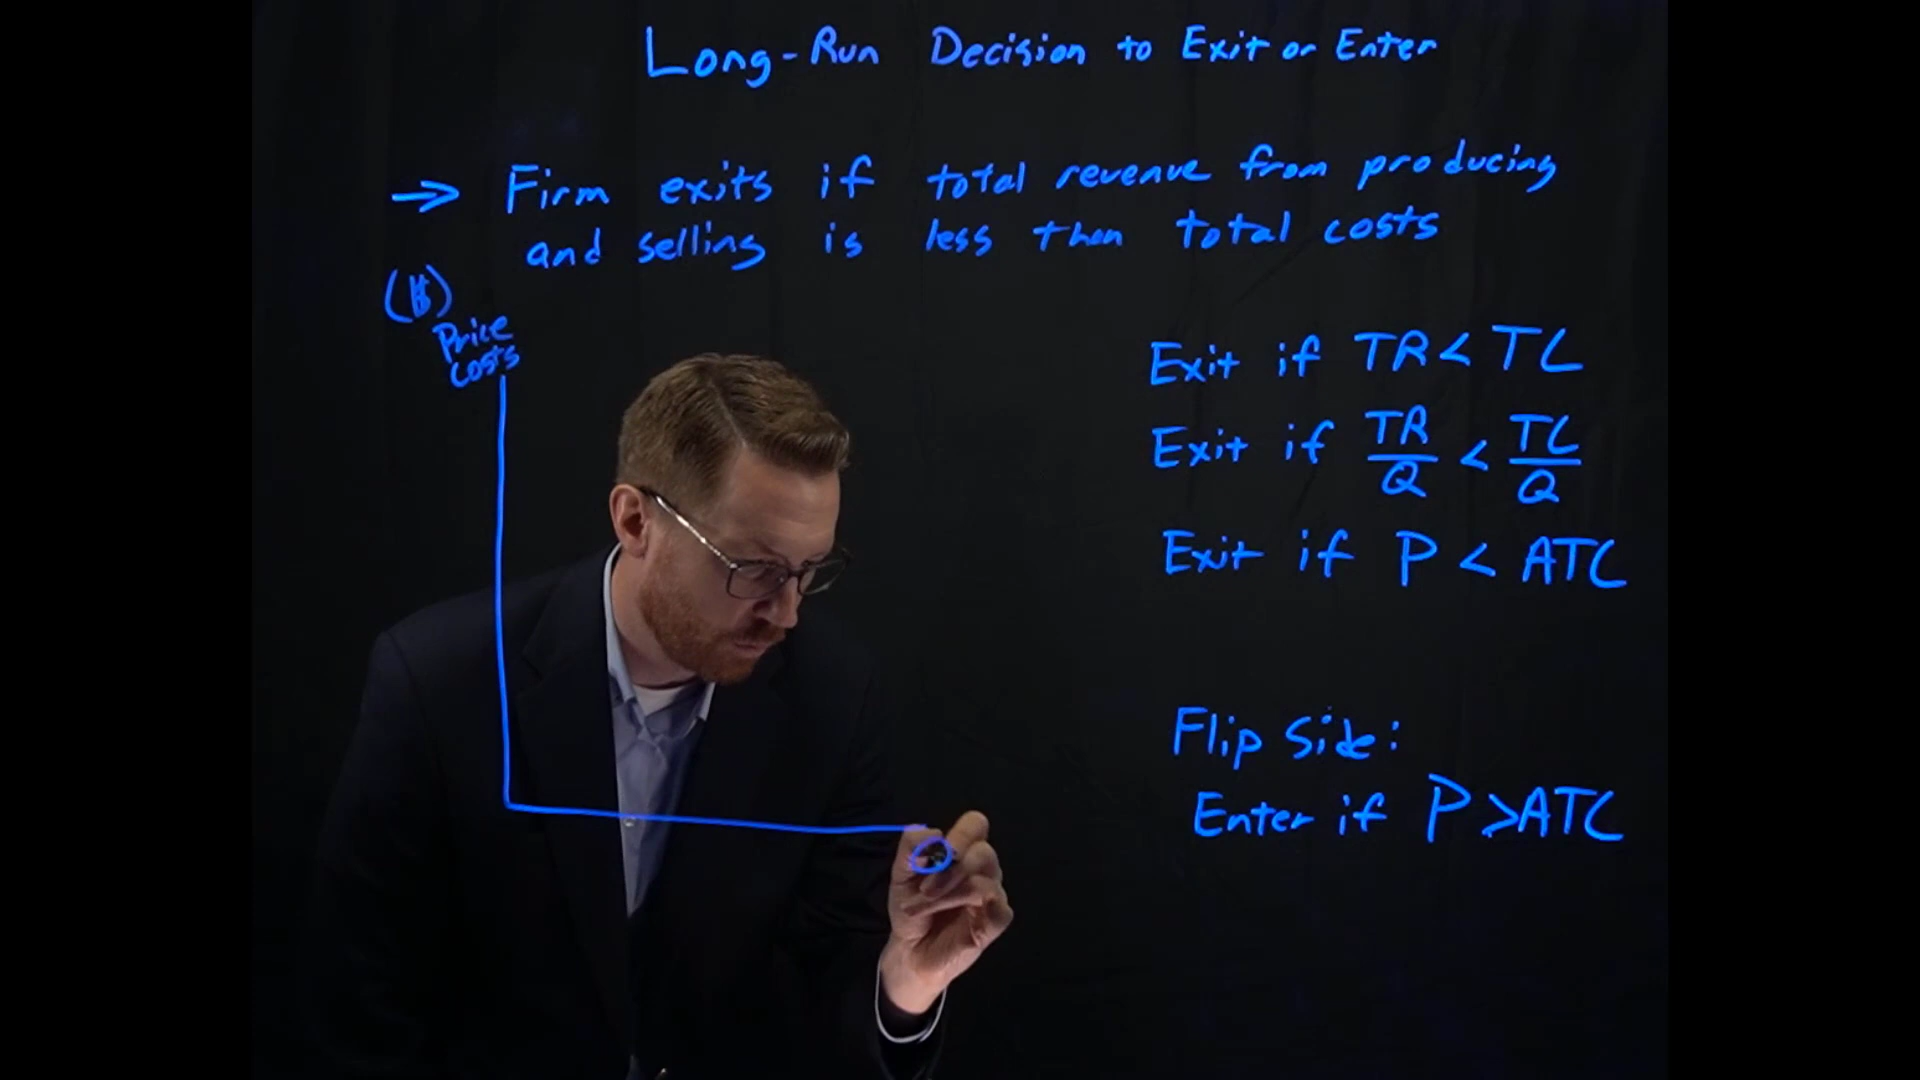 Long-Run Decision to Exit or Enter
→ Firm exits if total revenue from producing
and selling is less than total costs
($)
Price
Costs
Q
Exit if TR < TC
Exit if TR/Q < TC/Q
Exit if P < ATC
Flip Side:
Enter if P > ATC